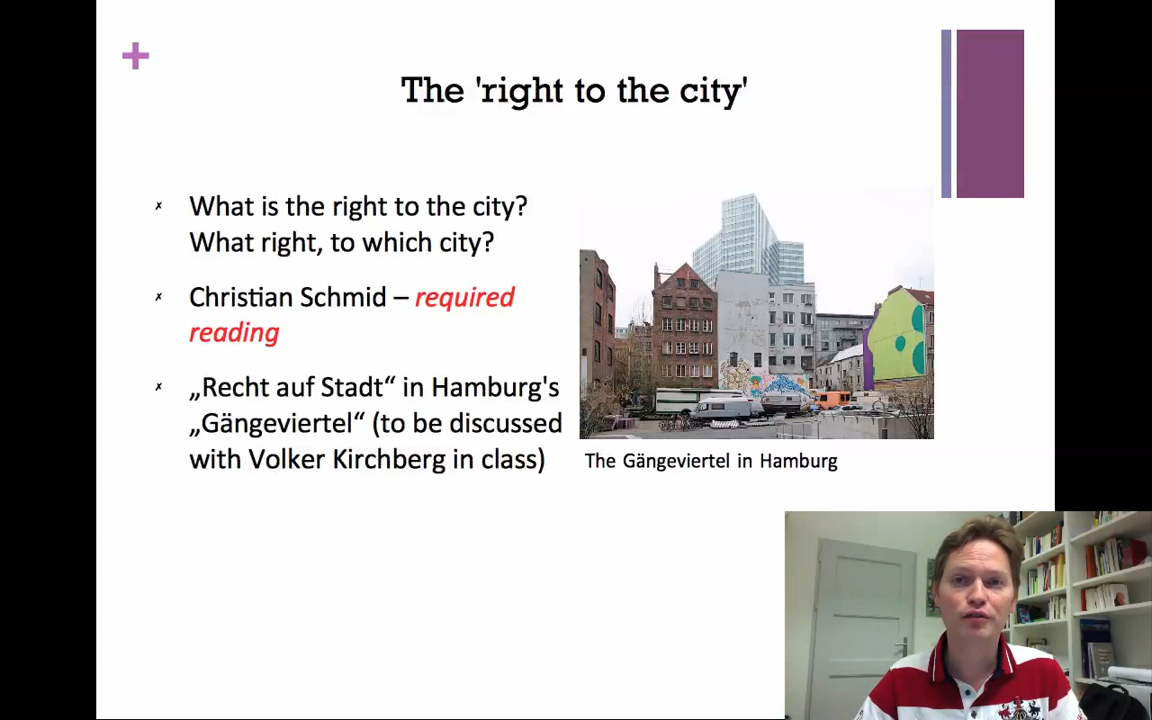 The 'right to the city'
What is the right to the city?
What right, to which city?
Christian Schmid – required
reading
„Recht auf Stadt“ in Hamburg's
„Gängeviertel“ (to be discussed
with Volker Kirchberg in class)
The Gängeviertel in Hamburg